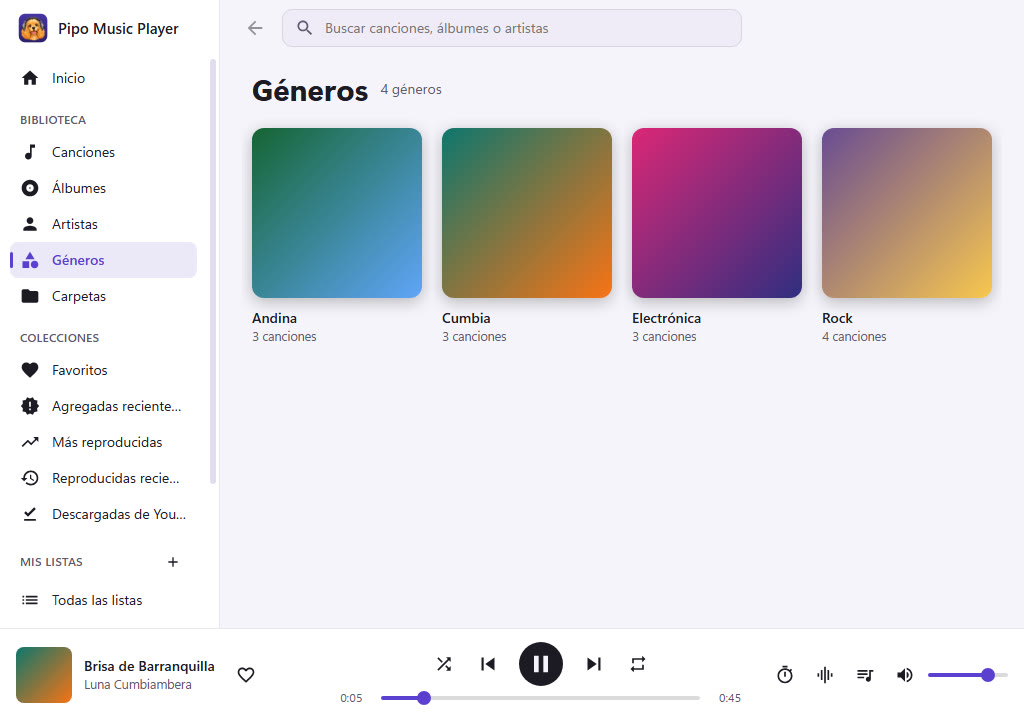 Pipo Music Player
Buscar canciones, álbumes o artistas
Inicio
BIBLIOTECA
Canciones
Álbumes
Artistas
Géneros
Carpetas
COLECCIONES
Favoritos
Agregadas reciente...
Más reproducidas
Reproducidas recie...
Descargadas de You...
MIS LISTAS
Todas las listas
Géneros 4 géneros
Andina
3 canciones
Cumbia
3 canciones
Electrónica
3 canciones
Rock
4 canciones
Brisa de Barranquilla
Luna Cumbiambera
0:05
0:45